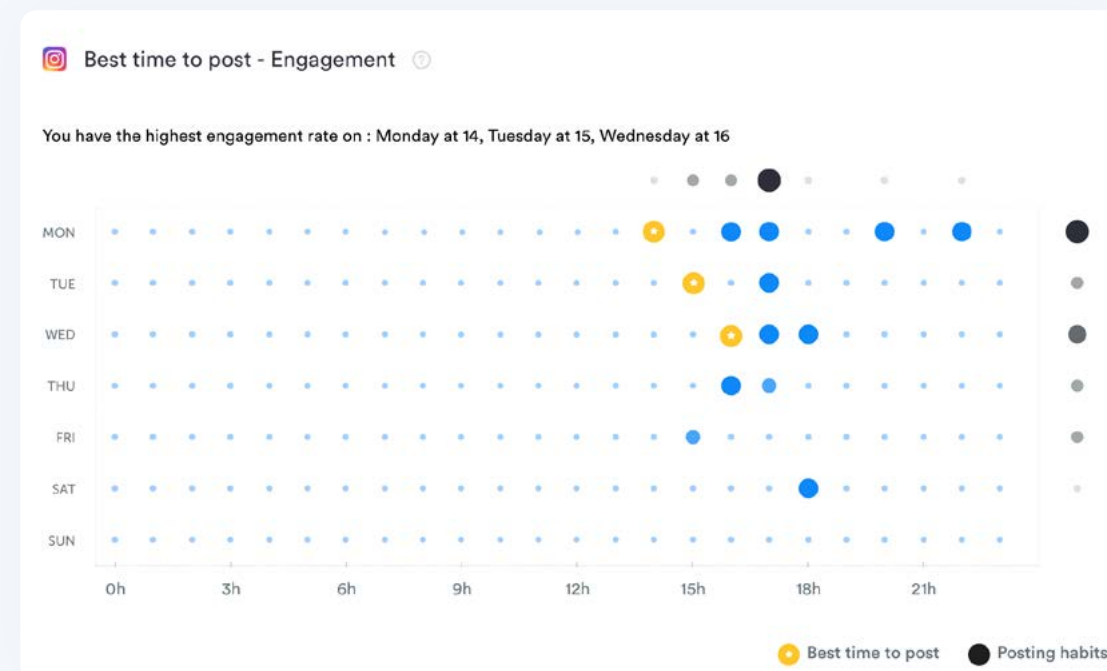 Best time to post - Engagement ?
You have the highest engagement rate on : Monday at 14, Tuesday at 15, Wednesday at 16
MON
TUE
WED
THU
FRI
SAT
SUN
0h 3h 6h 9h 12h 15h 18h 21h
Best time to post Posting habits